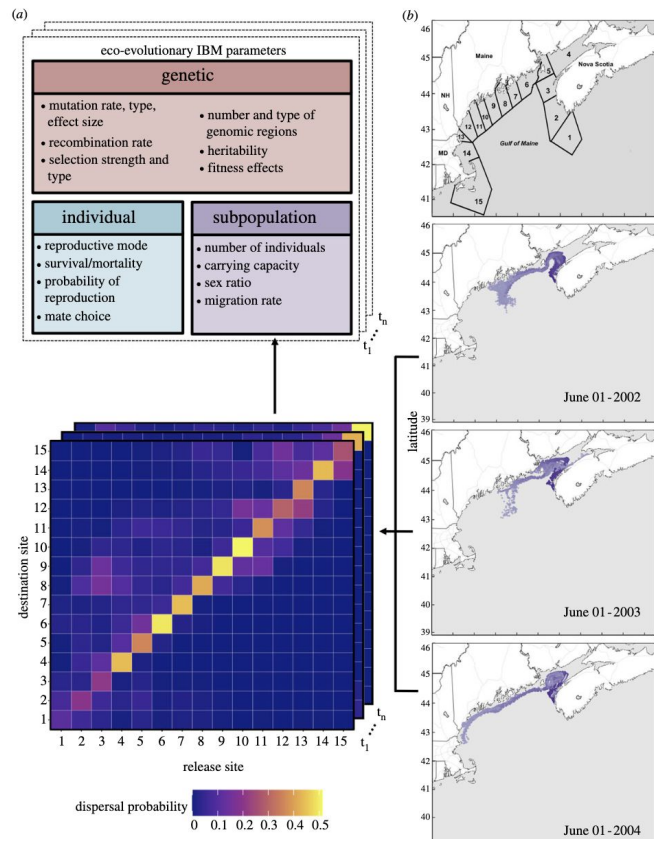 (a)
eco-evolutionary IBM parameters
genetic
• mutation rate, type,
effect size
• recombination rate
• selection strength and
type
• number and type of
genomic regions
• heritability
• fitness effects
individual
• reproductive mode
• survival/mortality
• probability of
reproduction
• mate choice
subpopulation
• number of individuals
• carrying capacity
• sex ratio
• migration rate
t1
tn
destination site
15
14
13
12
11
10
9
8
7
6
5
4
3
2
1
1 2 3 4 5 6 7 8 9 10 11 12 13 14 15
release site
t1
tn
dispersal probability
0 0.1 0.2 0.3 0.4 0.5
(b)
latitude
46
45
44
43
42
41
Maine
NH
MD
Nova Scotia
Gulf of Maine
4
5
3
6
7
8
9
10
11
12
13
2
1
14
15
45
44
43
42
41
39
June 01 - 2002
45
44
43
42
41
40
39
June 01 - 2003
46
45
44
43
42
41
40
June 01 - 2004